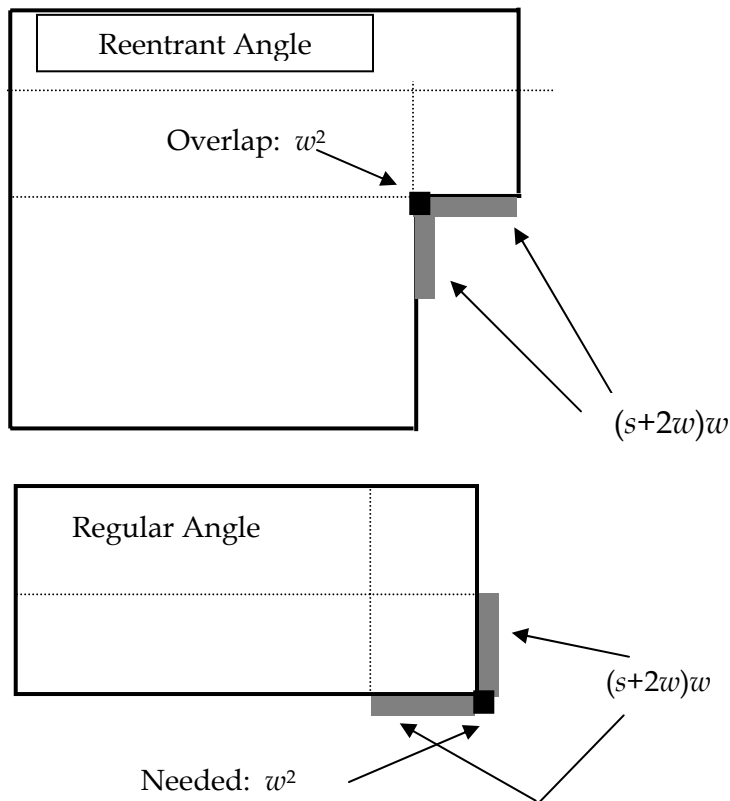 Reentrant Angle
Overlap: w²
(s+2w)w
Regular Angle
(s+2w)w
Needed: w²